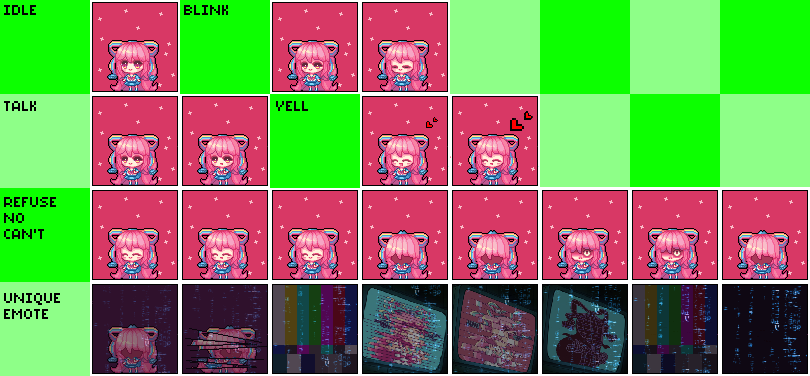 IDLE
BLINK
TALK
YELL
REFUSE
NO
CAN'T
UNIQUE
EMOTE